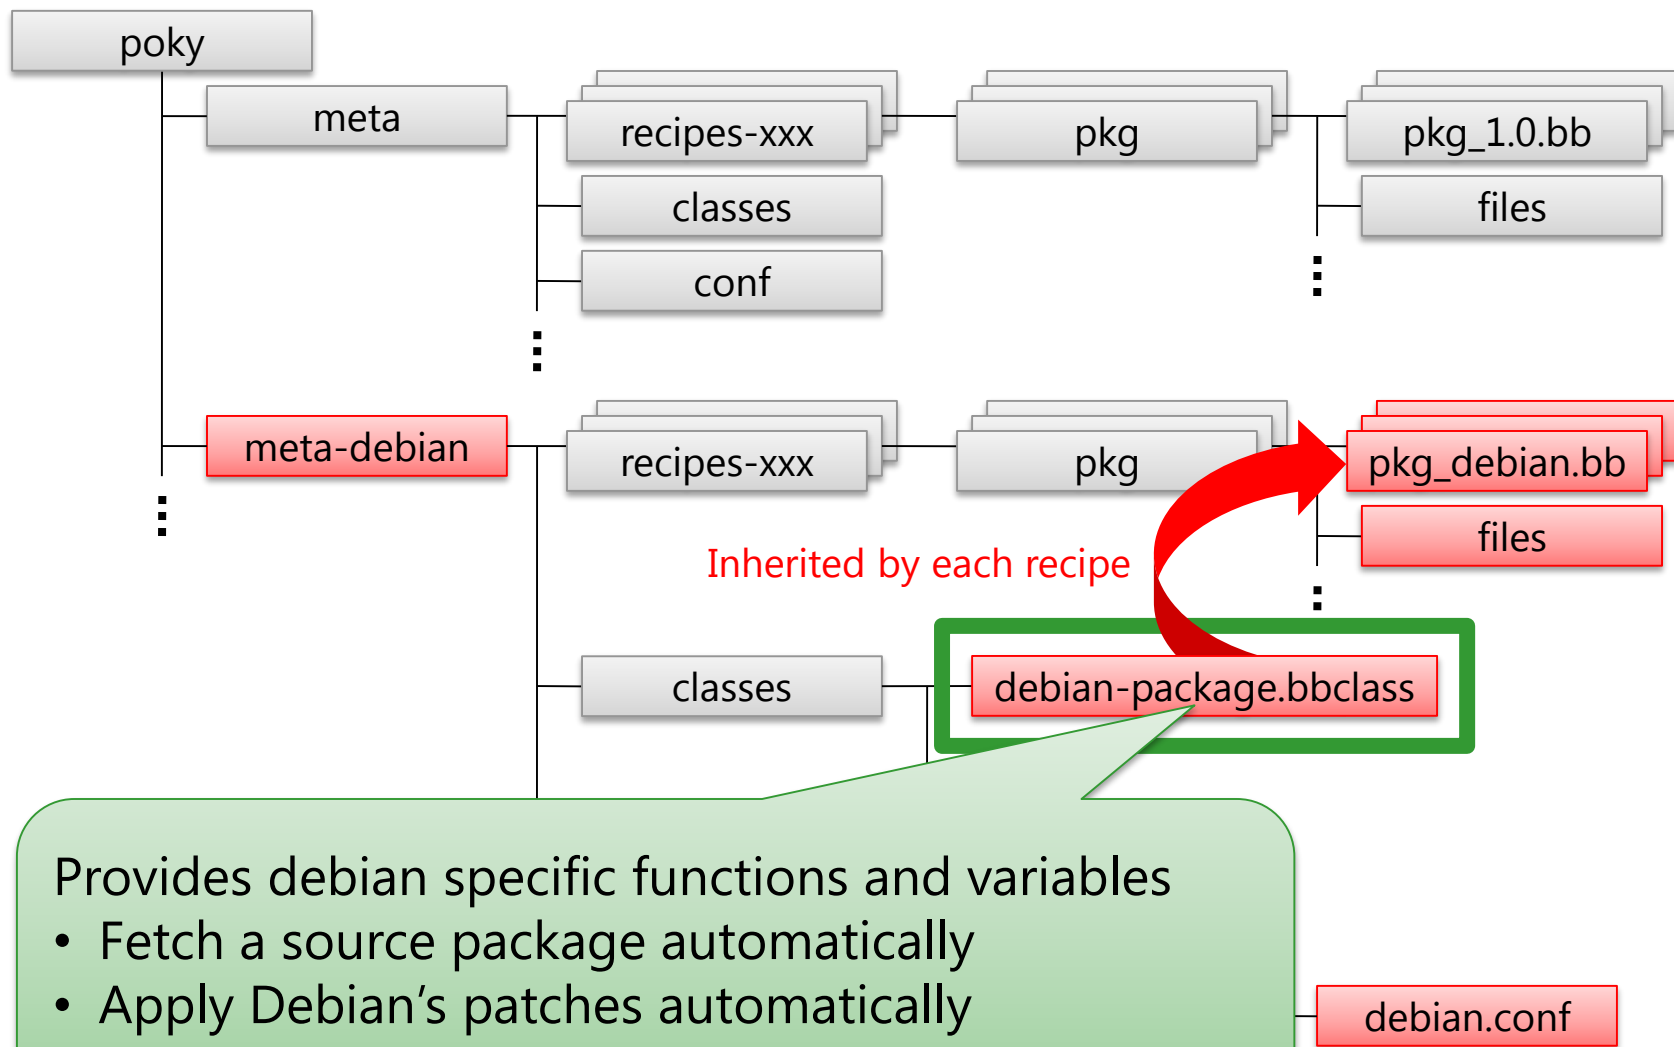 poky
meta
recipes-xxx
pkg
pkg_1.0.bb
classes
files
conf
meta-debian
recipes-xxx
pkg
pkg_debian.bb
files
Inherited by each recipe
classes
debian-package.bbclass
Provides debian specific functions and variables
• Fetch a source package automatically
• Apply Debian’s patches automatically
debian.conf